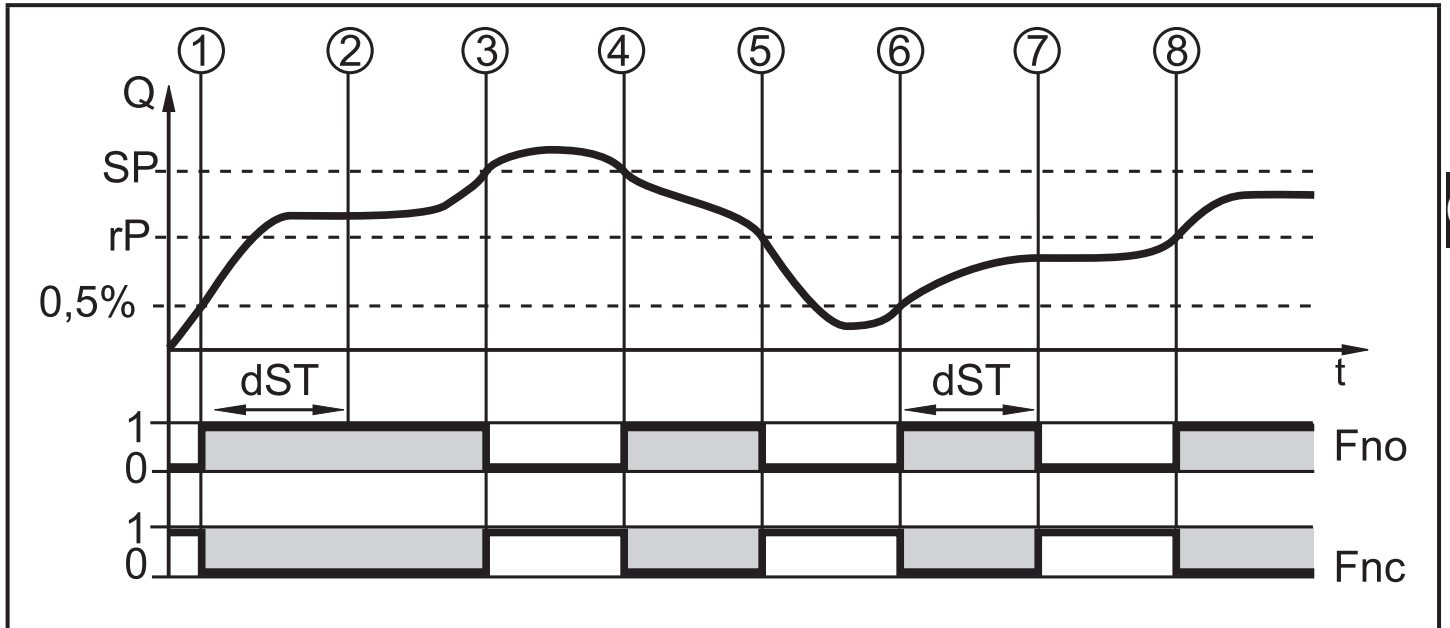 ① ② ③ ④ ⑤ ⑥ ⑦ ⑧
Q
SP
rP
0,5%
t
dST dST
1
0
Fno
1
0
Fnc